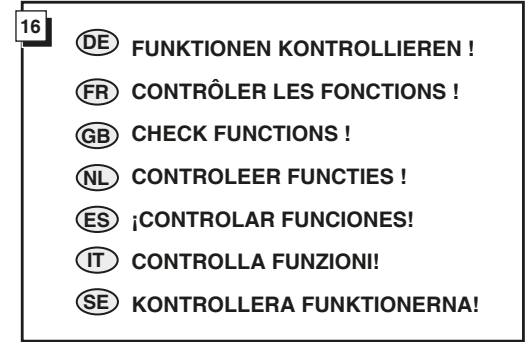 16
DE FUNKTIONEN KONTROLLIEREN !
FR CONTRÔLER LES FONCTIONS !
GB CHECK FUNCTIONS !
NL CONTROLEER FUNCTIES !
ES ¡CONTROLAR FUNCIONES!
IT CONTROLLA FUNZIONI!
SE KONTROLLERA FUNKTIONERNA!